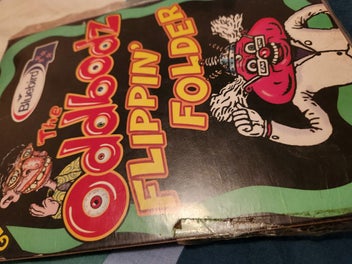 Bluebird
The
Oddbodz
FLIPPIN'
FOLDER